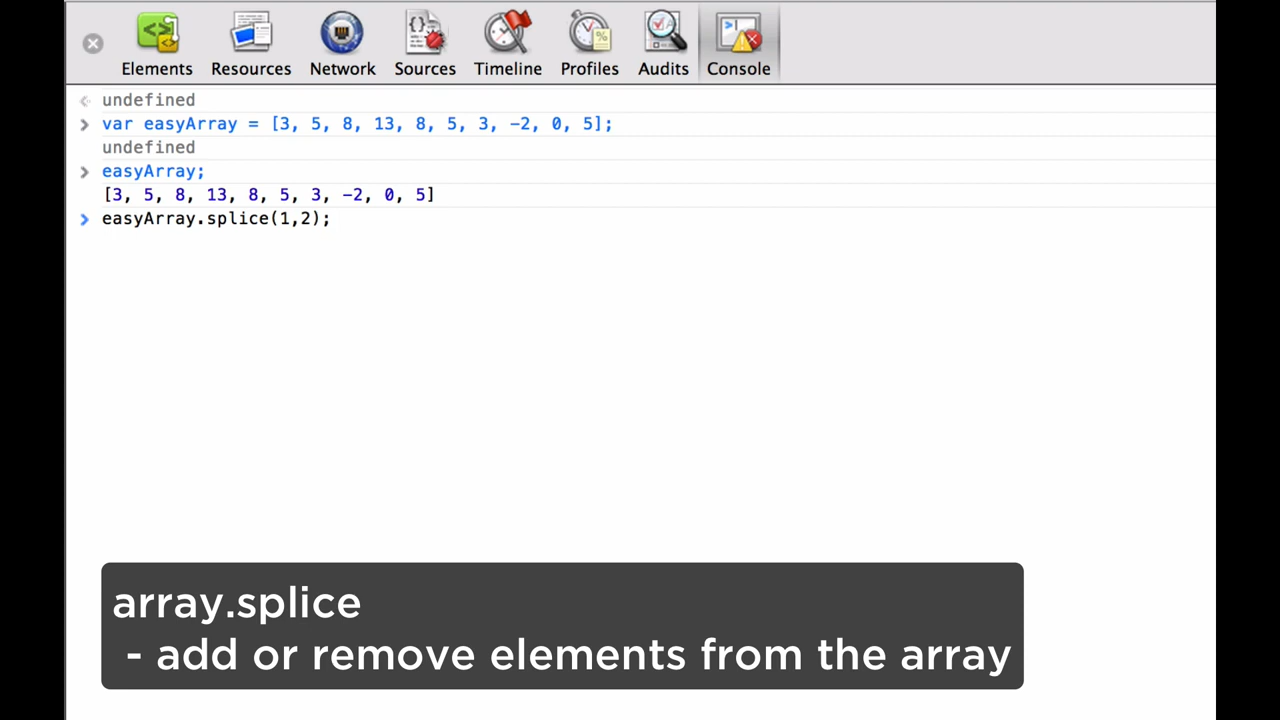 Elements Resources Network Sources Timeline Profiles Audits Console
undefined
var easyArray = [3, 5, 8, 13, 8, 5, 3, -2, 0, 5];
undefined
easyArray;
[3, 5, 8, 13, 8, 5, 3, -2, 0, 5]
easyArray.splice(1,2);
array.splice
- add or remove elements from the array